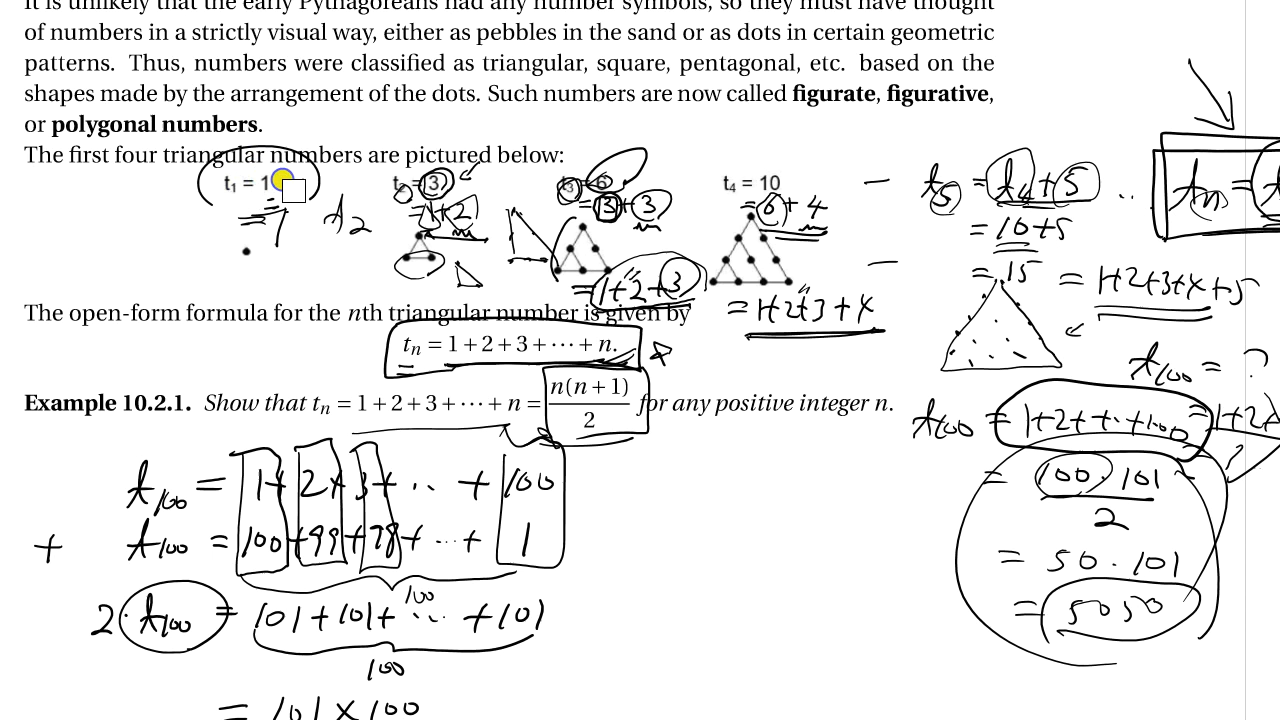 It is unlikely that the early Pythagoreans had any number symbols, so they must have thought
of numbers in a strictly visual way, either as pebbles in the sand or as dots in certain geometric
patterns. Thus, numbers were classified as triangular, square, pentagonal, etc. based on the
shapes made by the arrangement of the dots. Such numbers are now called figurate, figurative,
or polygonal numbers.
The first four triangular numbers are pictured below:
t₁ = 1 t₂ = 3 t₃ = 6 t₄ = 10 — t₅ = t₄ + 5 .. tₙ =
= 1 t₂ = 1+2 = 3+3 = 6+4 = 10+5
= 1+2+3 = 1+2+3+4 — = 15 = 1+2+3+4+5
The open-form formula for the nth triangular number is given by
tₙ = 1+2+3+⋯+n.
t₁₀₀ = ?
Example 10.2.1. Show that tₙ = 1+2+3+⋯+n = n(n+1)/2 for any positive integer n.
t₁₀₀ = 1+2+ +..+100 = 1+2
= 100·101/2
= 50·101
= 5050
t₁₀₀ = 1+2+3+ .. + 100
+ t₁₀₀ = 100+99+98+ ... + 1
100
2·t₁₀₀ = 101+101+ ... +101
100
= 101×100